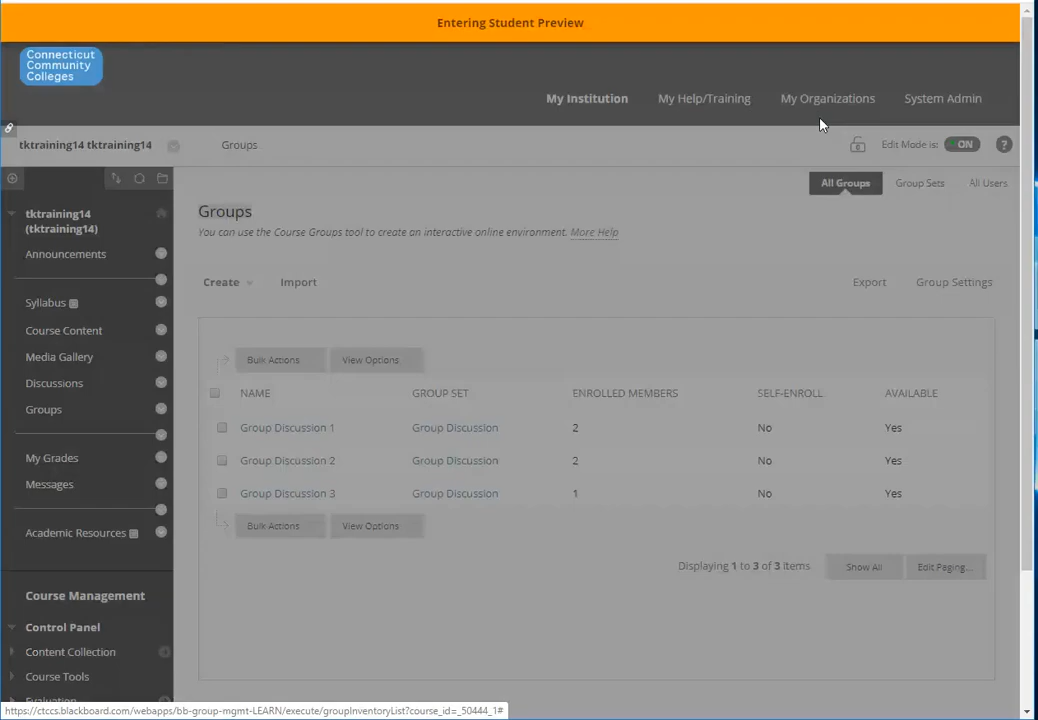 Entering Student Preview
Connecticut
Community
Colleges
My Institution My Help/Training My Organizations System Admin
tktraining14 tktraining14 Groups Edit Mode is: ON ?
All Groups Group Sets All Users
tktraining14
(tktraining14)
Announcements
Syllabus
Course Content
Media Gallery
Discussions
Groups
My Grades
Messages
Academic Resources
Course Management
Control Panel
Content Collection
Course Tools
Evaluation
Groups
You can use the Course Groups tool to create an interactive online environment. More Help
Create Import Export Group Settings
Bulk Actions View Options
NAME GROUP SET ENROLLED MEMBERS SELF-ENROLL AVAILABLE
Group Discussion 1 Group Discussion 2 No Yes
Group Discussion 2 Group Discussion 2 No Yes
Group Discussion 3 Group Discussion 1 No Yes
Bulk Actions View Options
Displaying 1 to 3 of 3 items Show All Edit Paging...
https://ctccs.blackboard.com/webapps/bb-group-mgmt-LEARN/execute/groupInventoryList?course_id=_50444_1#